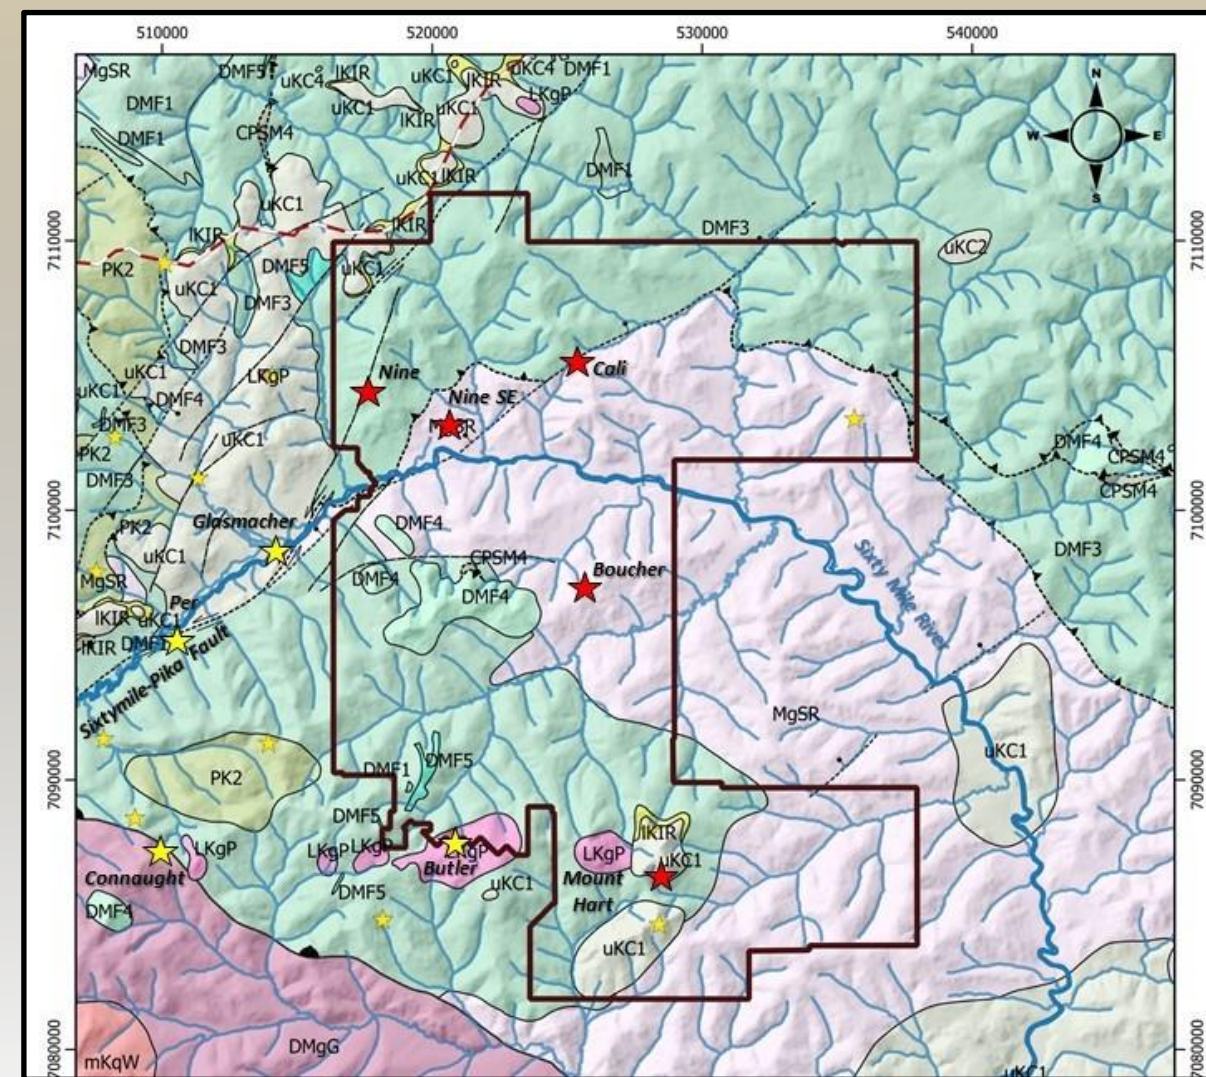 510000
520000
530000
540000
MgSR
DMF5
uKC4
lKIR
uKC1
lKIR
uKC4
DMF1
DMF1
uKC1
uKC1
LKgP
DMF1
CPSM4
lKIR
DMF1
uKC1
lKIR
uKC1
N
W
E
S
lKIR
lKIR
DMF3
7110000
7110000
PK2
DMF5
uKC1
uKC2
uKC1
DMF3
DMF3
uKC1
LKgP
Nine
Cali
uKC1
DMF4
Nine SE
DMF3
uKC1
MgSR
DMF4
CPSM4
PK2
DMF3
CPSM4
7100000
7100000
Glasmacher
DMF4
PK2
uKC1
CPSM4
DMF3
MgSR
DMF4
Boucher
DMF4
Sixty Mile River
Per
lKIR
uKC1
lKIR
Sixtymile-Pika Fault
MgSR
uKC1
PK2
DMF1
DMF5
7090000
7090000
D
DMF5
lKIR
LKgP
LKgP
LKgP
LKgP
LKgP
uKC1
Connaught
Butler
Mount
Hart
DMF4
DMF5
uKC1
uKC1
DMgG
mKqW
7080000
7080000
uKC1